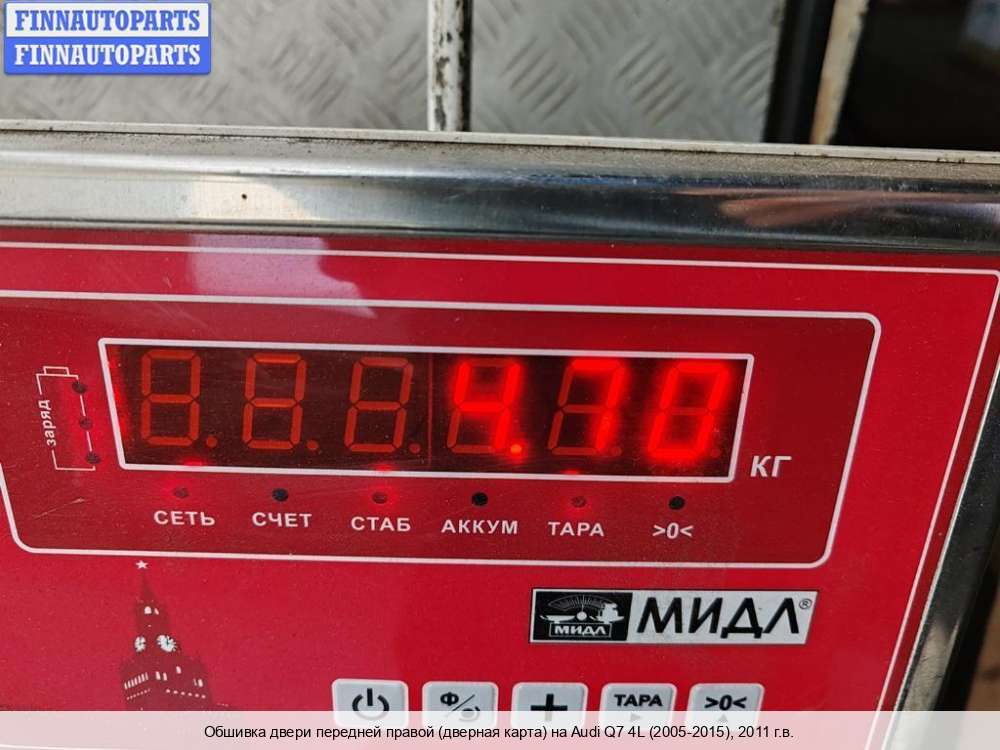 FINNAUTOPARTS
FINNAUTOPARTS
4.70
заряд
КГ
СЕТЬ СЧЕТ СТАБ АККУМ ТАРА >0<
МИДЛ МИДЛ®
Ф ТАРА >0<
Обшивка двери передней правой (дверная карта) на Audi Q7 4L (2005-2015), 2011 г.в.